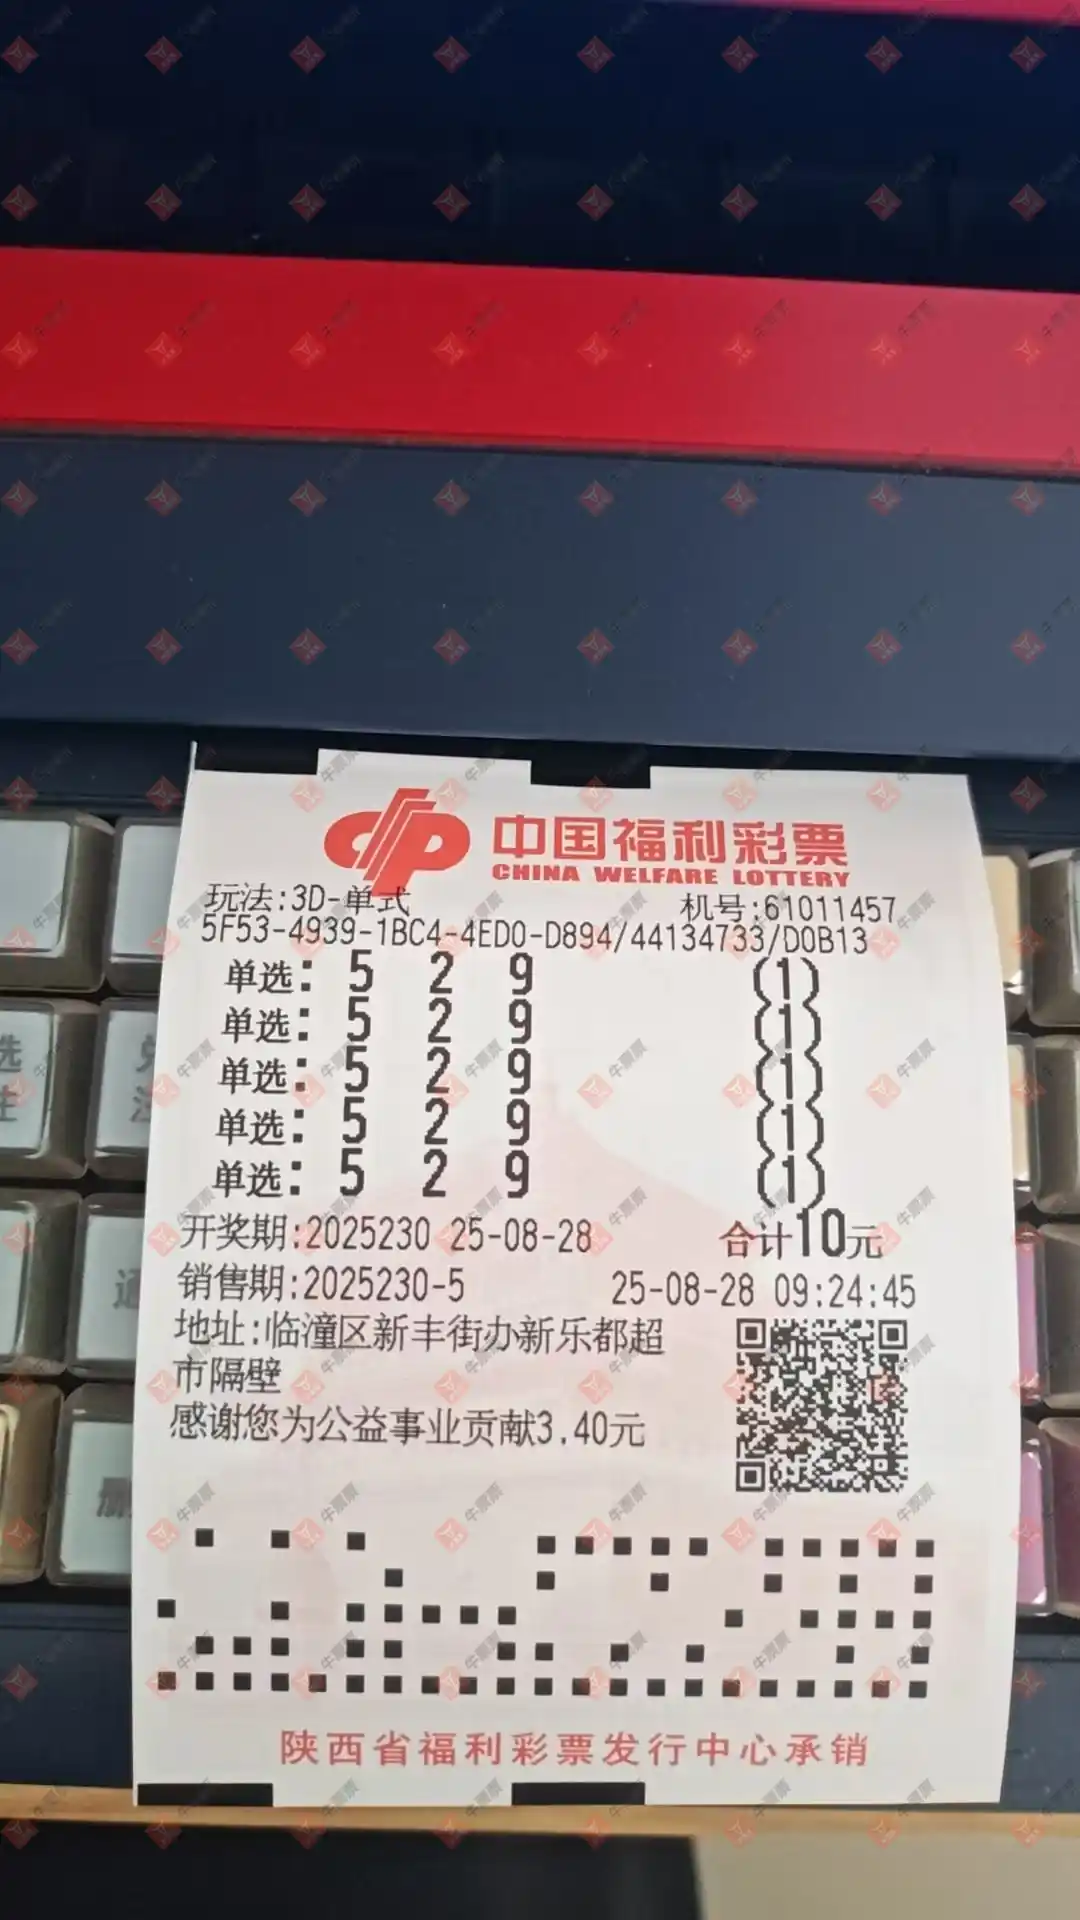 中国福利彩票
CHINA WELFARE LOTTERY
玩法:3D-单式 机号:61011457
5F53-4939-1BC4-4ED0-D894/44134733/D0B13
单选: 5 2 9 (1)
单选: 5 2 9 (1)
单选: 5 2 9 (1)
单选: 5 2 9 (1)
单选: 5 2 9 (1)
开奖期:2025230 25-08-28 合计10元
销售期:2025230-5 25-08-28 09:24:45
地址:临潼区新丰街办新乐都超
市隔壁
感谢您为公益事业贡献3.40元
陕西省福利彩票发行中心承销